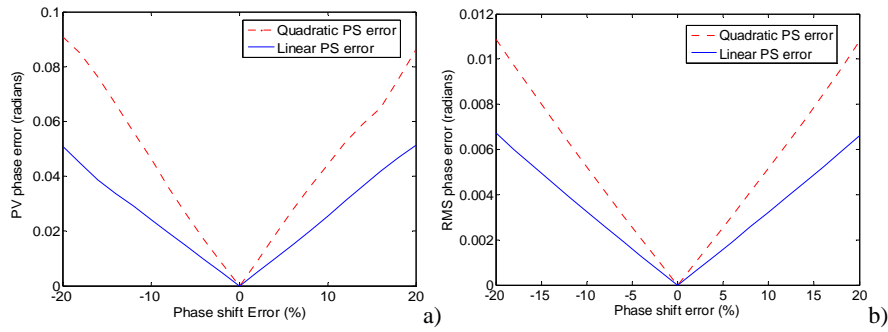 0.1
0.08
0.06
0.04
0.02
0
-20
-10
0
10
20
PV phase error (radians)
Phase shift Error (%)
Quadratic PS error
Linear PS error
a)
0.012
0.01
0.008
0.006
0.004
0.002
0
-20
-15
-10
-5
0
5
10
15
20
RMS phase error (radians)
Phase shift error (%)
Quadratic PS error
Linear PS error
b)